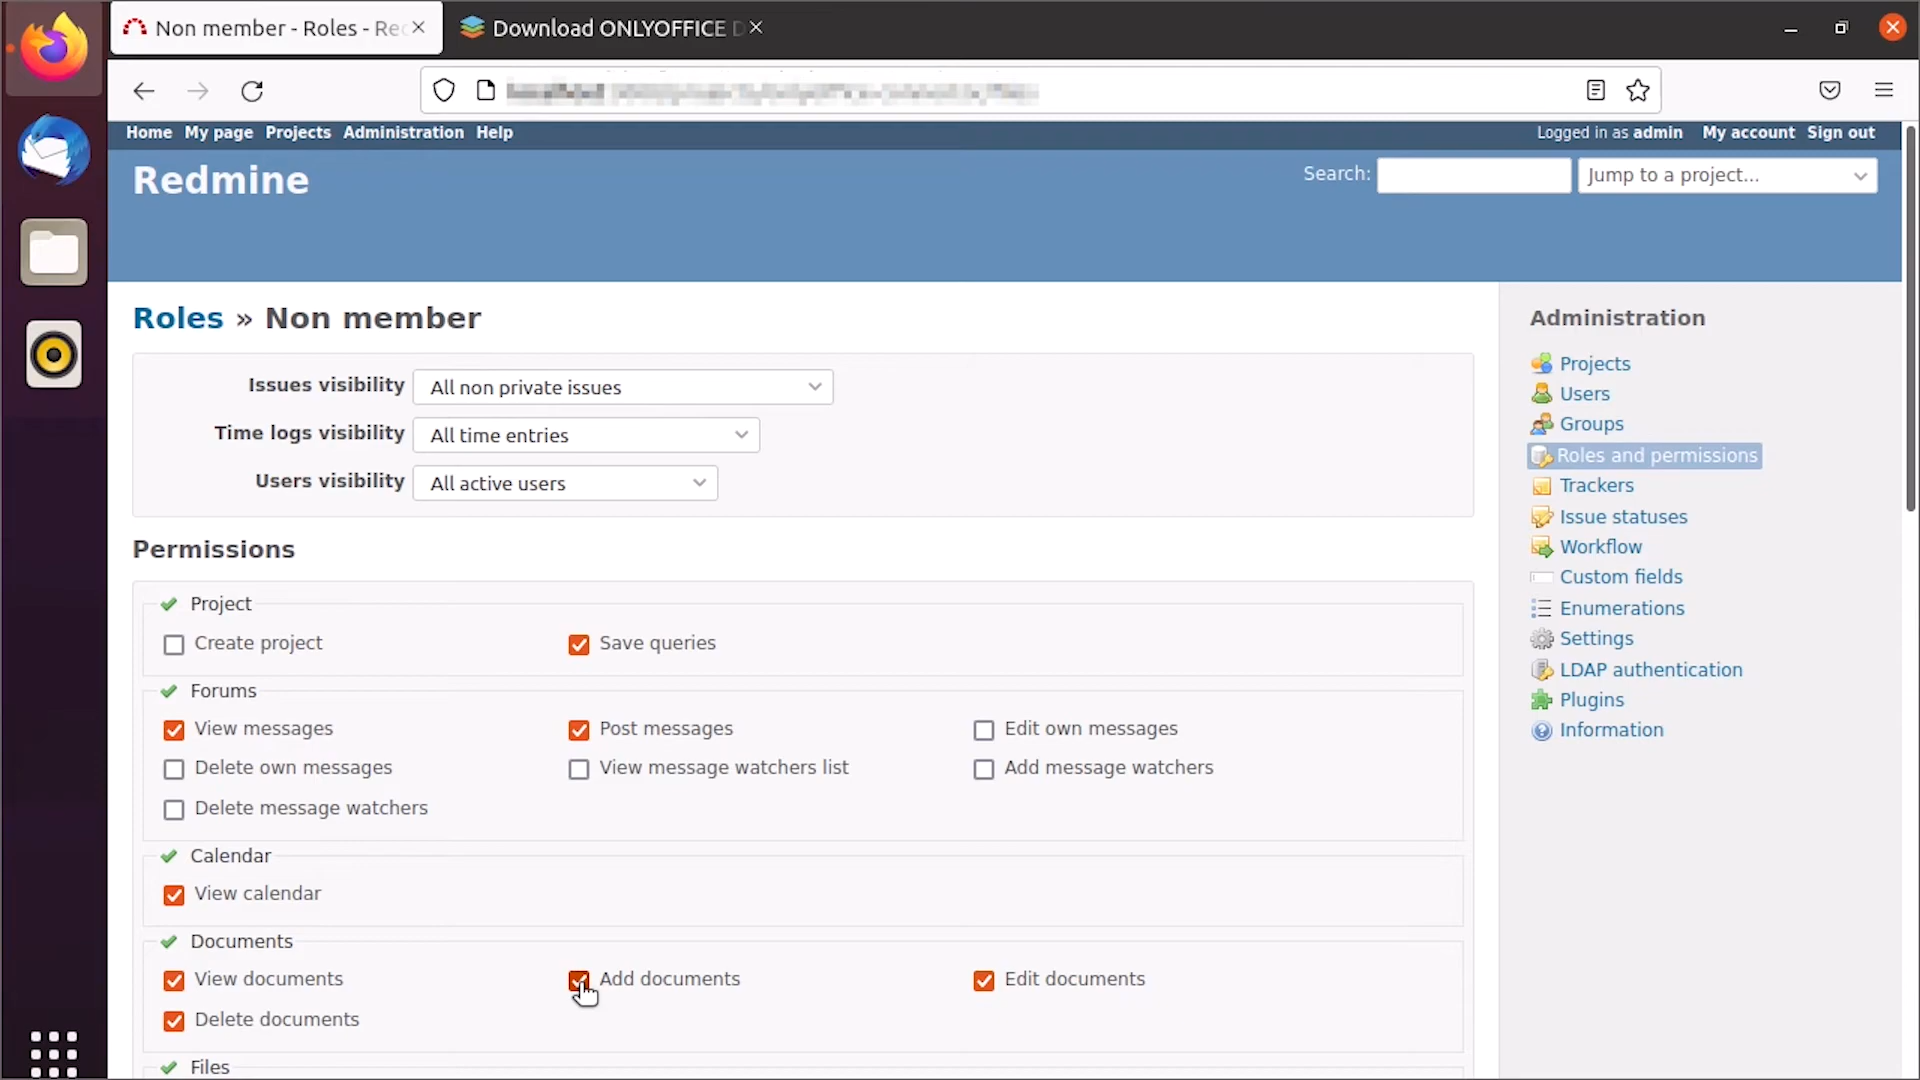 Non member - Roles - Re
Download ONLYOFFICE D
Home My page Projects Administration Help
Logged in as admin My account Sign out
Redmine
Search:
Jump to a project...
Roles » Non member
Issues visibility All non private issues
Time logs visibility All time entries
Users visibility All active users
Permissions
Project
Create project Save queries
Forums
View messages Post messages Edit own messages
Delete own messages View message watchers list Add message watchers
Delete message watchers
Calendar
View calendar
Documents
View documents Add documents Edit documents
Delete documents
Files
Administration
Projects
Users
Groups
Roles and permissions
Trackers
Issue statuses
Workflow
Custom fields
Enumerations
Settings
LDAP authentication
Plugins
Information